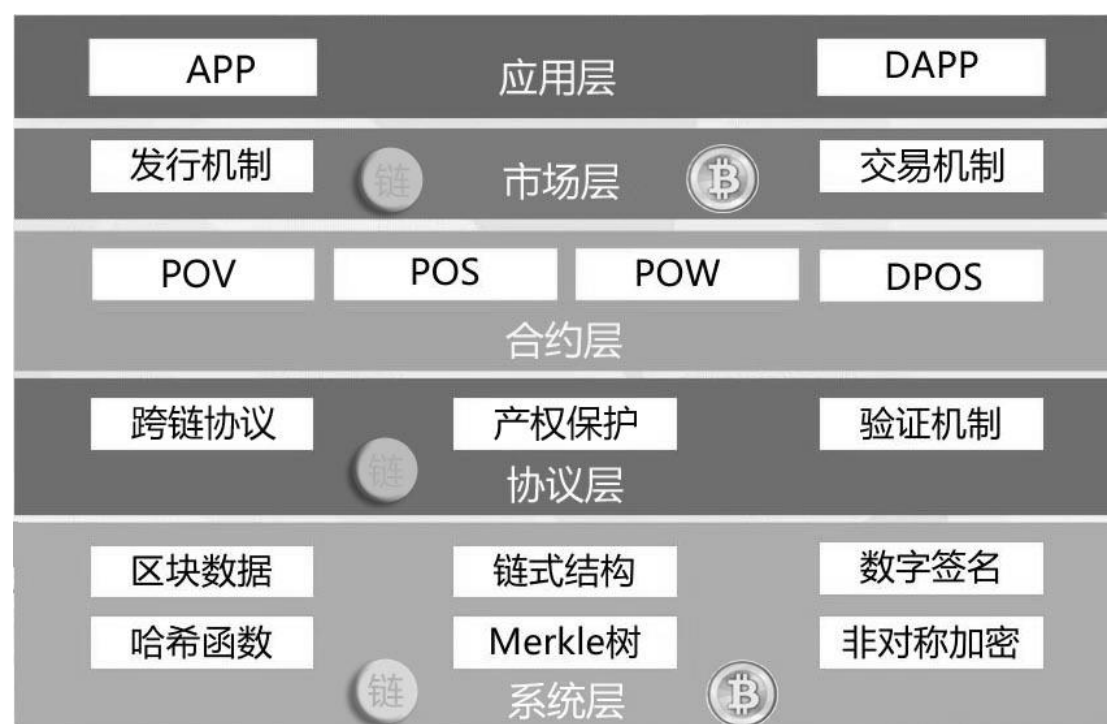 APP 应用层 DAPP
发行机制 链 市场层 交易机制
POV POS POW DPOS
合约层
跨链协议 产权保护 验证机制
链 协议层
区块数据 链式结构 数字签名
哈希函数 Merkle树 非对称加密
链 系统层